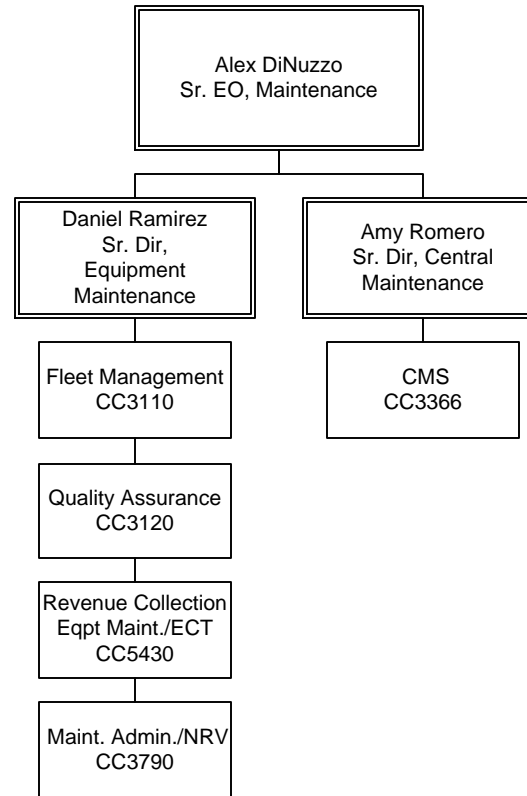 Alex DiNuzzo
Sr. EO, Maintenance
Daniel Ramirez
Sr. Dir,
Equipment
Maintenance
Amy Romero
Sr. Dir, Central
Maintenance
Fleet Management
CC3110
CMS
CC3366
Quality Assurance
CC3120
Revenue Collection
Eqpt Maint./ECT
CC5430
Maint. Admin./NRV
CC3790